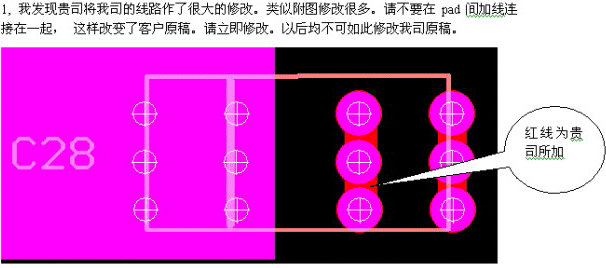 1, 我发现贵司将我司的线路作了很大的修改。类似附图修改很多。请不要在 pad 间加线连
接在一起， 这样改变了客户原稿。请立即修改。以后均不可如此修改我司原稿。
C28
红线为贵
司所加